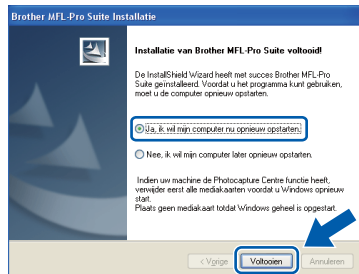 Brother MFL-Pro Suite Installatie
Installatie van Brother MFL-Pro Suite voltooid!
De InstallShield Wizard heeft met succes Brother MFL-Pro
Suite geïnstalleerd. Voordat u het programma kunt gebruiken,
moet u de computer opnieuw opstarten.
Ja, ik wil mijn computer nu opnieuw opstarten.
Nee, ik wil mijn computer later opnieuw opstarten.
Indien uw machine de Photocapture Centre functie heeft,
verwijder eerst alle mediakaarten voordat u Windows opnieuw
start.
Plaats geen mediakaart totdat Windows geheel is opgestart.
< Vorige
Voltooien
Annuleren